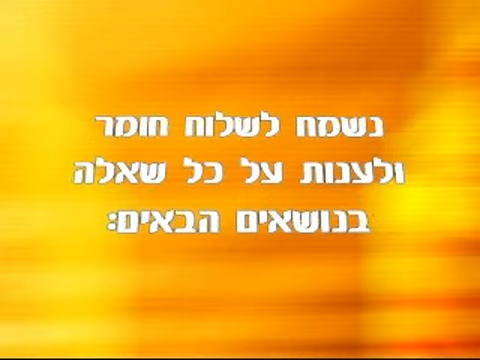 נשמח לשלוח חומר
ולענות על כל שאלה
בנושאים הבאים: